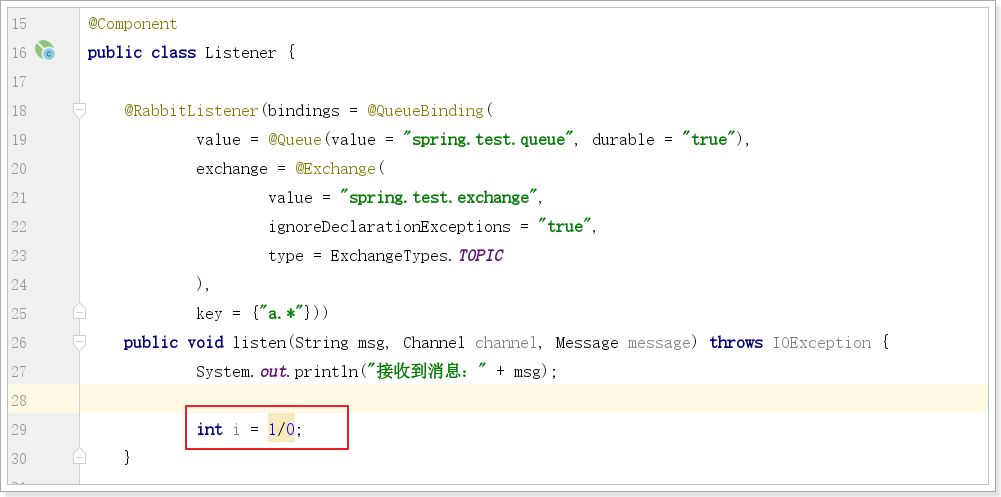 15 @Component
16 public class Listener {
17
18 @RabbitListener(bindings = @QueueBinding(
19 value = @Queue(value = "spring.test.queue", durable = "true"),
20 exchange = @Exchange(
21 value = "spring.test.exchange",
22 ignoreDeclarationExceptions = "true",
23 type = ExchangeTypes.TOPIC
24 ),
25 key = {"a.*"}))
26 public void listen(String msg, Channel channel, Message message) throws IOException {
27 System.out.println("接收到消息：" + msg);
28
29 int i = 1/0;
30 }